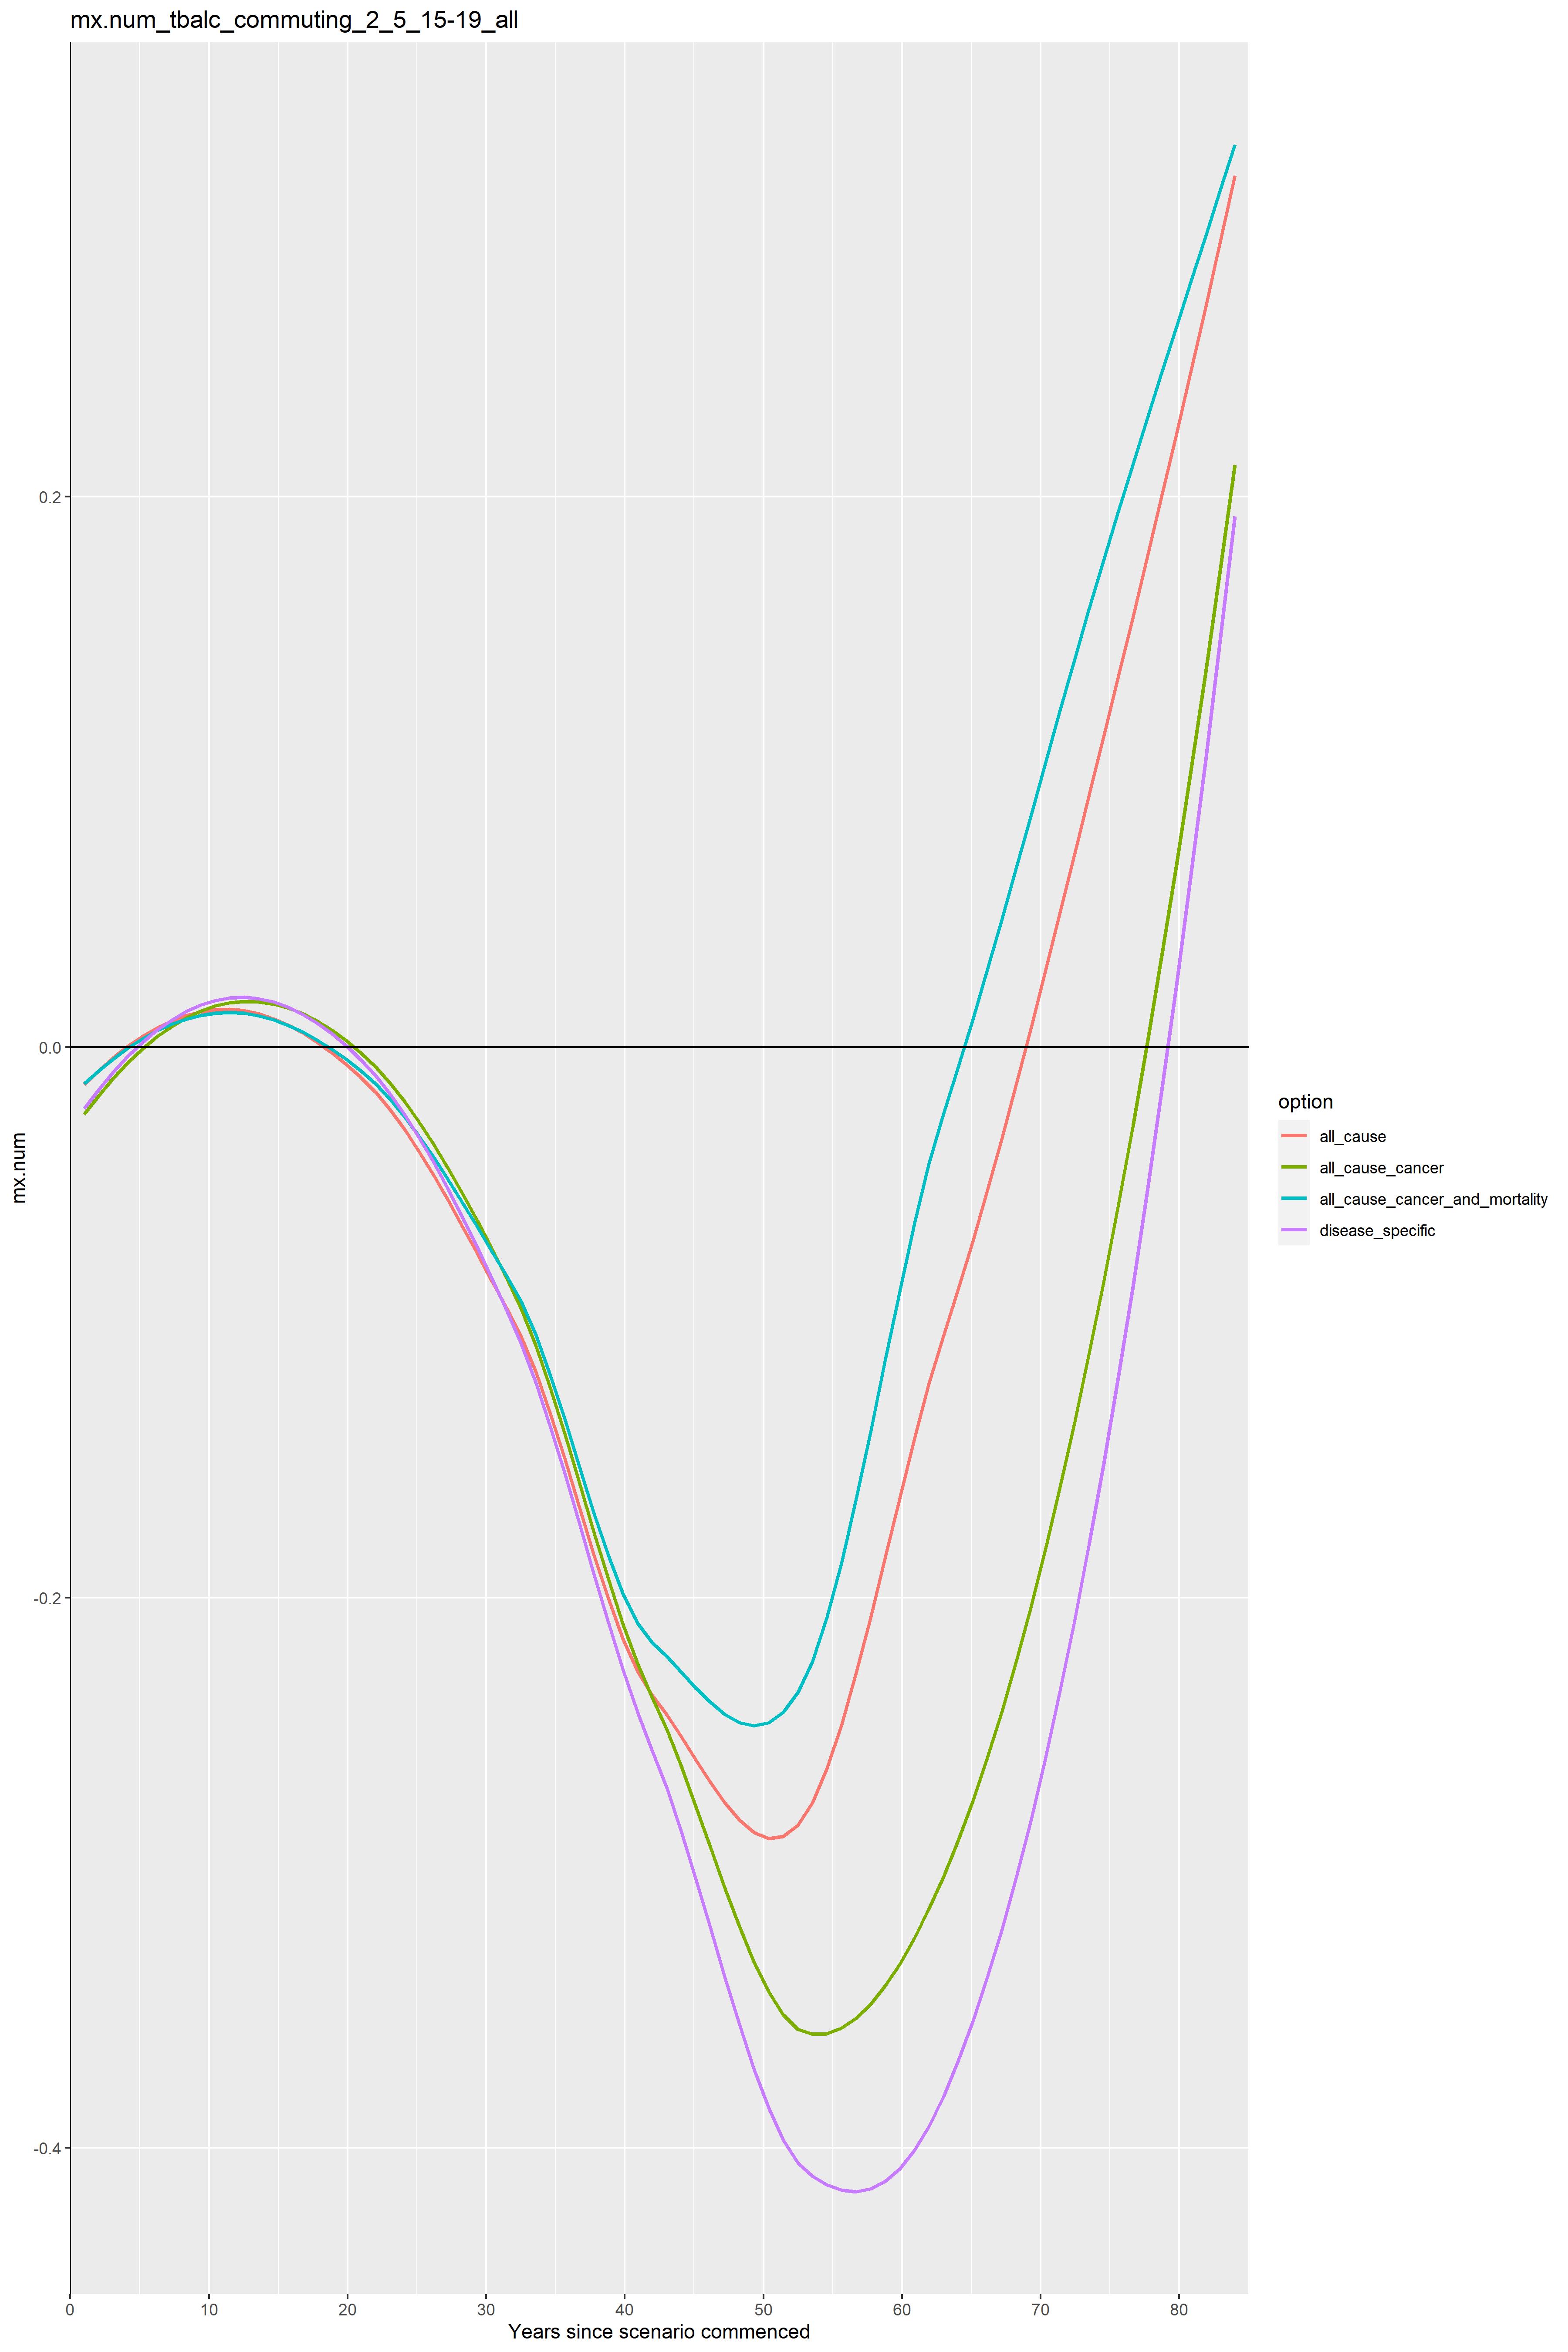 mx.num_tbalc_commuting_2_5_15-19_all
0.2
0.0
-0.2
-0.4
mx.num
0 10 20 30 40 50 60 70 80
Years since scenario commenced
option
all_cause
all_cause_cancer
all_cause_cancer_and_mortality
disease_specific